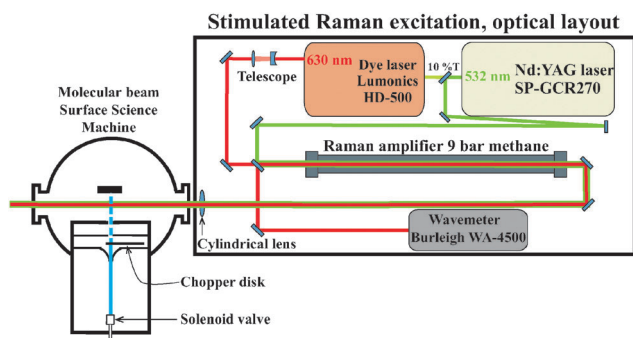 Stimulated Raman excitation, optical layout
630 nm
Dye laser
Lumonics
HD-500
10 %T
532 nm
Nd:YAG laser
SP-GCR270
Telescope
Molecular beam
Surface Science
Machine
Raman amplifier 9 bar methane
Cylindrical lens
Wavemeter
Burleigh WA-4500
Chopper disk
Solenoid valve